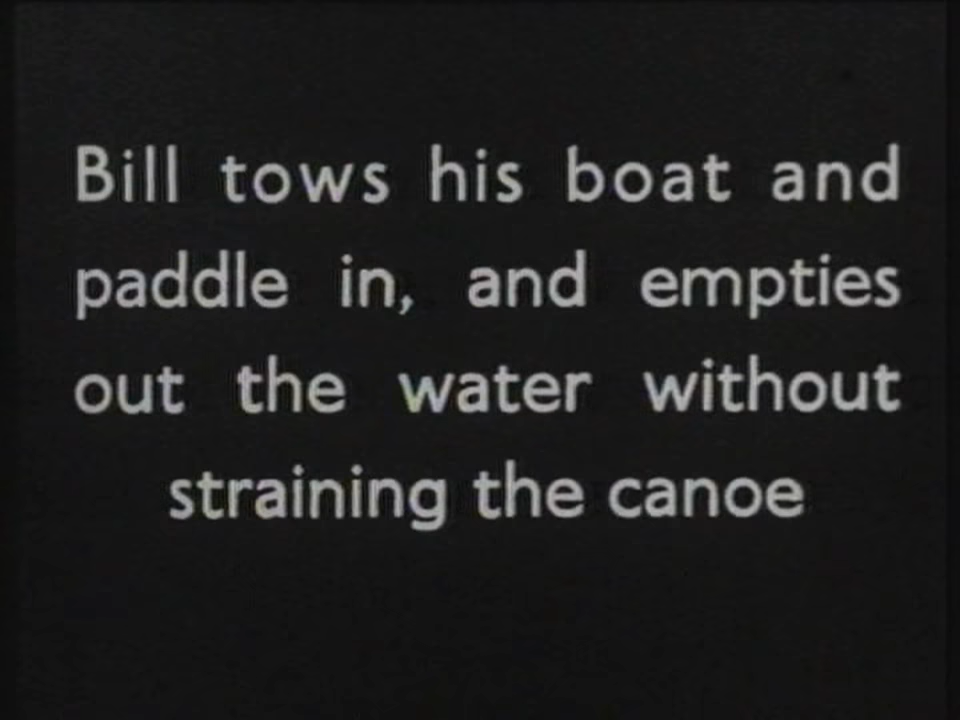 Bill tows his boat and
paddle in, and empties
out the water without
straining the canoe